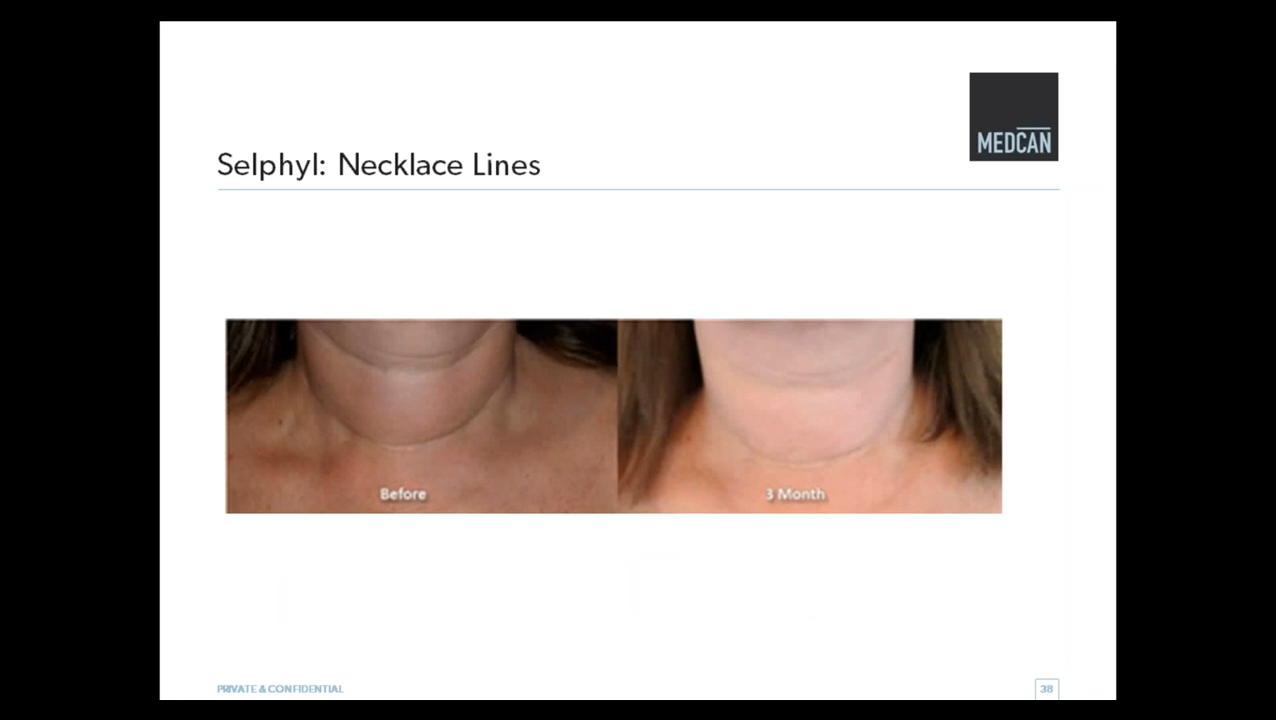 MEDCAN
Selphyl: Necklace Lines
Before
3 Month
PRIVATE & CONFIDENTIAL
38